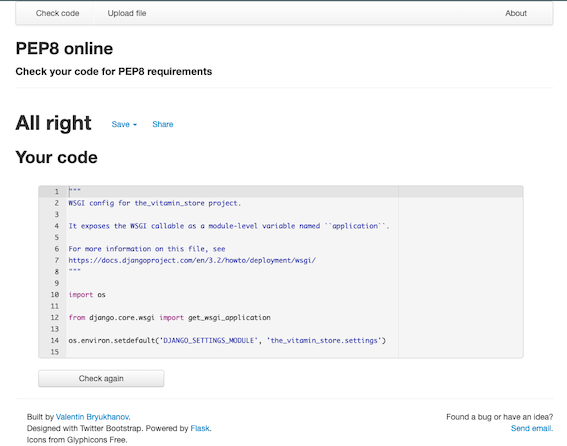 Check code Upload file About
PEP8 online
Check your code for PEP8 requirements
All right Save Share
Your code
1 """
2 WSGI config for the_vitamin_store project.
3
4 It exposes the WSGI callable as a module-level variable named ``application``.
5
6 For more information on this file, see
7 https://docs.djangoproject.com/en/3.2/howto/deployment/wsgi/
8 """
9
10 import os
11
12 from django.core.wsgi import get_wsgi_application
13
14 os.environ.setdefault('DJANGO_SETTINGS_MODULE', 'the_vitamin_store.settings')
15
Check again
Built by Valentin Bryukhanov. Found a bug or have an idea?
Designed with Twitter Bootstrap. Powered by Flask. Send email.
Icons from Glyphicons Free.